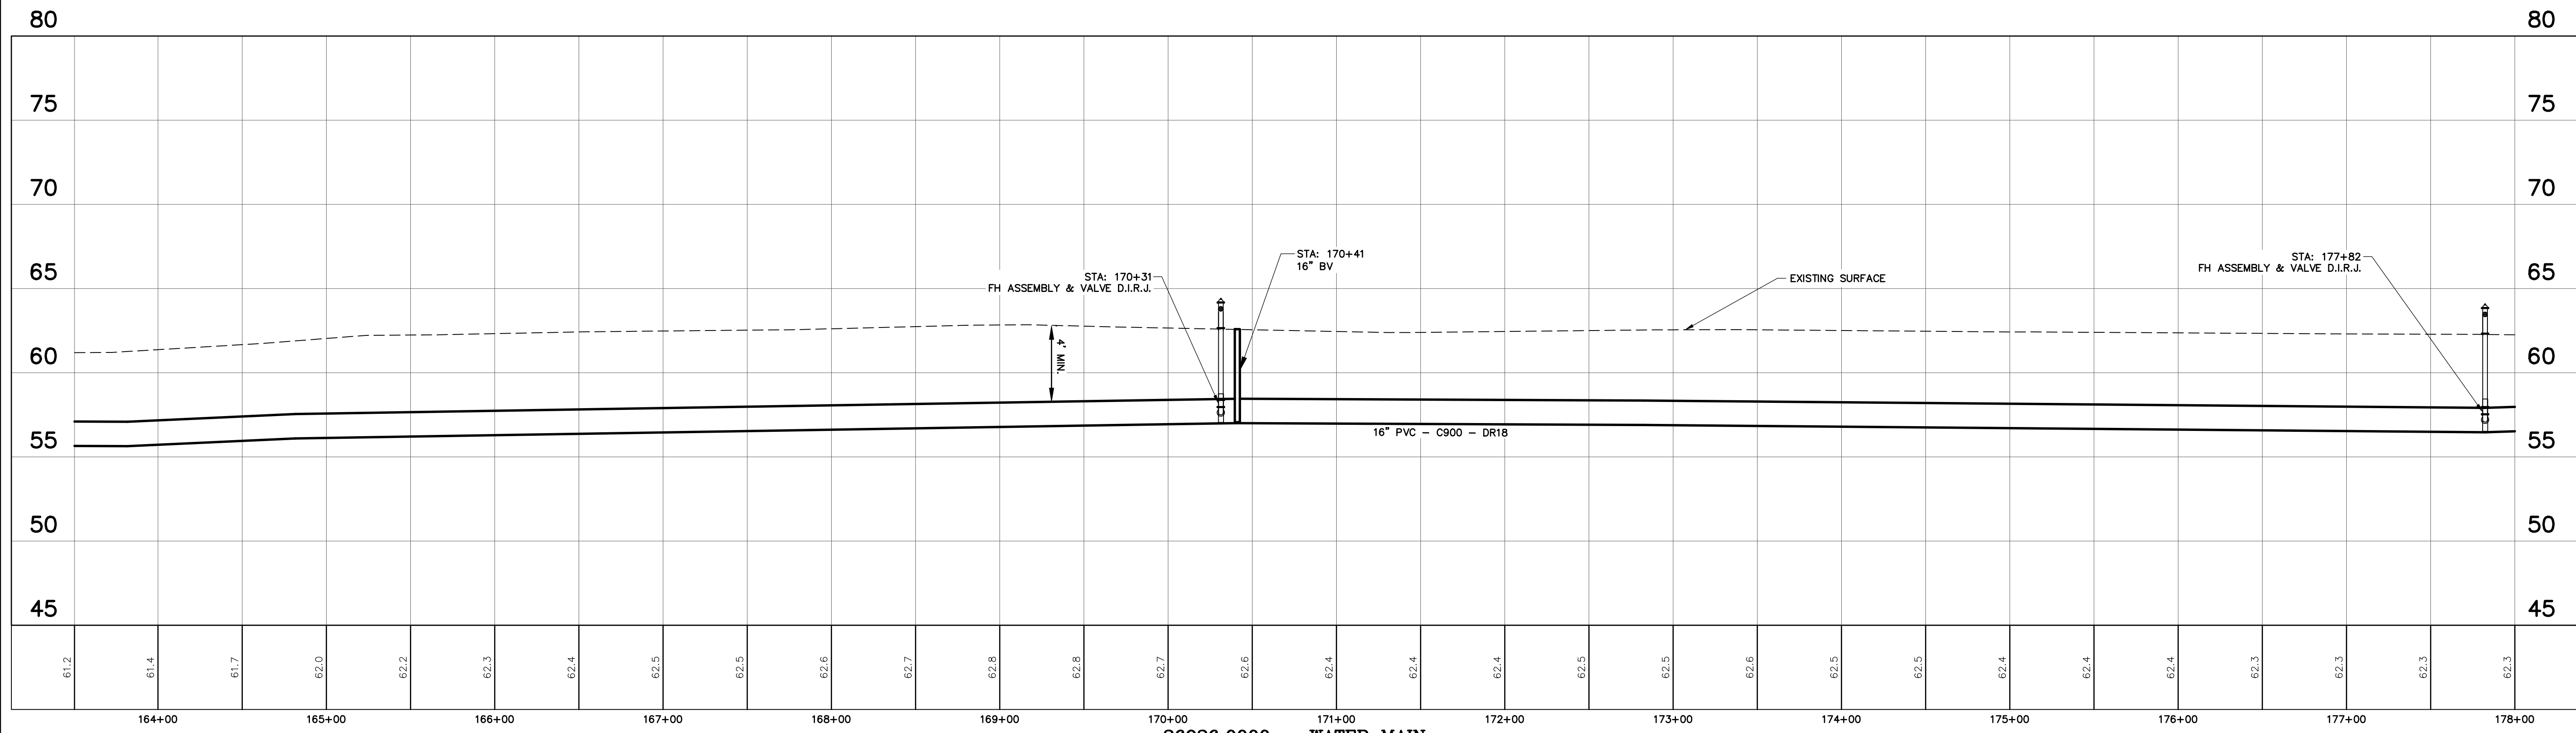 80 80
75 75
70 70
65 65
60 60
55 55
50 50
45 45
STA: 170+41
16" BV
STA: 177+82
FH ASSEMBLY & VALVE D.I.R.J.
STA: 170+31
FH ASSEMBLY & VALVE D.I.R.J.
EXISTING SURFACE
4' MIN.
16" PVC – C900 – DR18
61.2 61.4 61.7 62.0 62.2 62.3 62.4 62.5 62.5 62.6 62.7 62.8 62.8 62.7 62.6 62.4 62.4 62.4 62.5 62.5 62.6 62.5 62.5 62.4 62.4 62.4 62.3 62.3 62.3 62.3
164+00 165+00 166+00 167+00 168+00 169+00 170+00 171+00 172+00 173+00 174+00 175+00 176+00 177+00 178+00
WATER MAIN